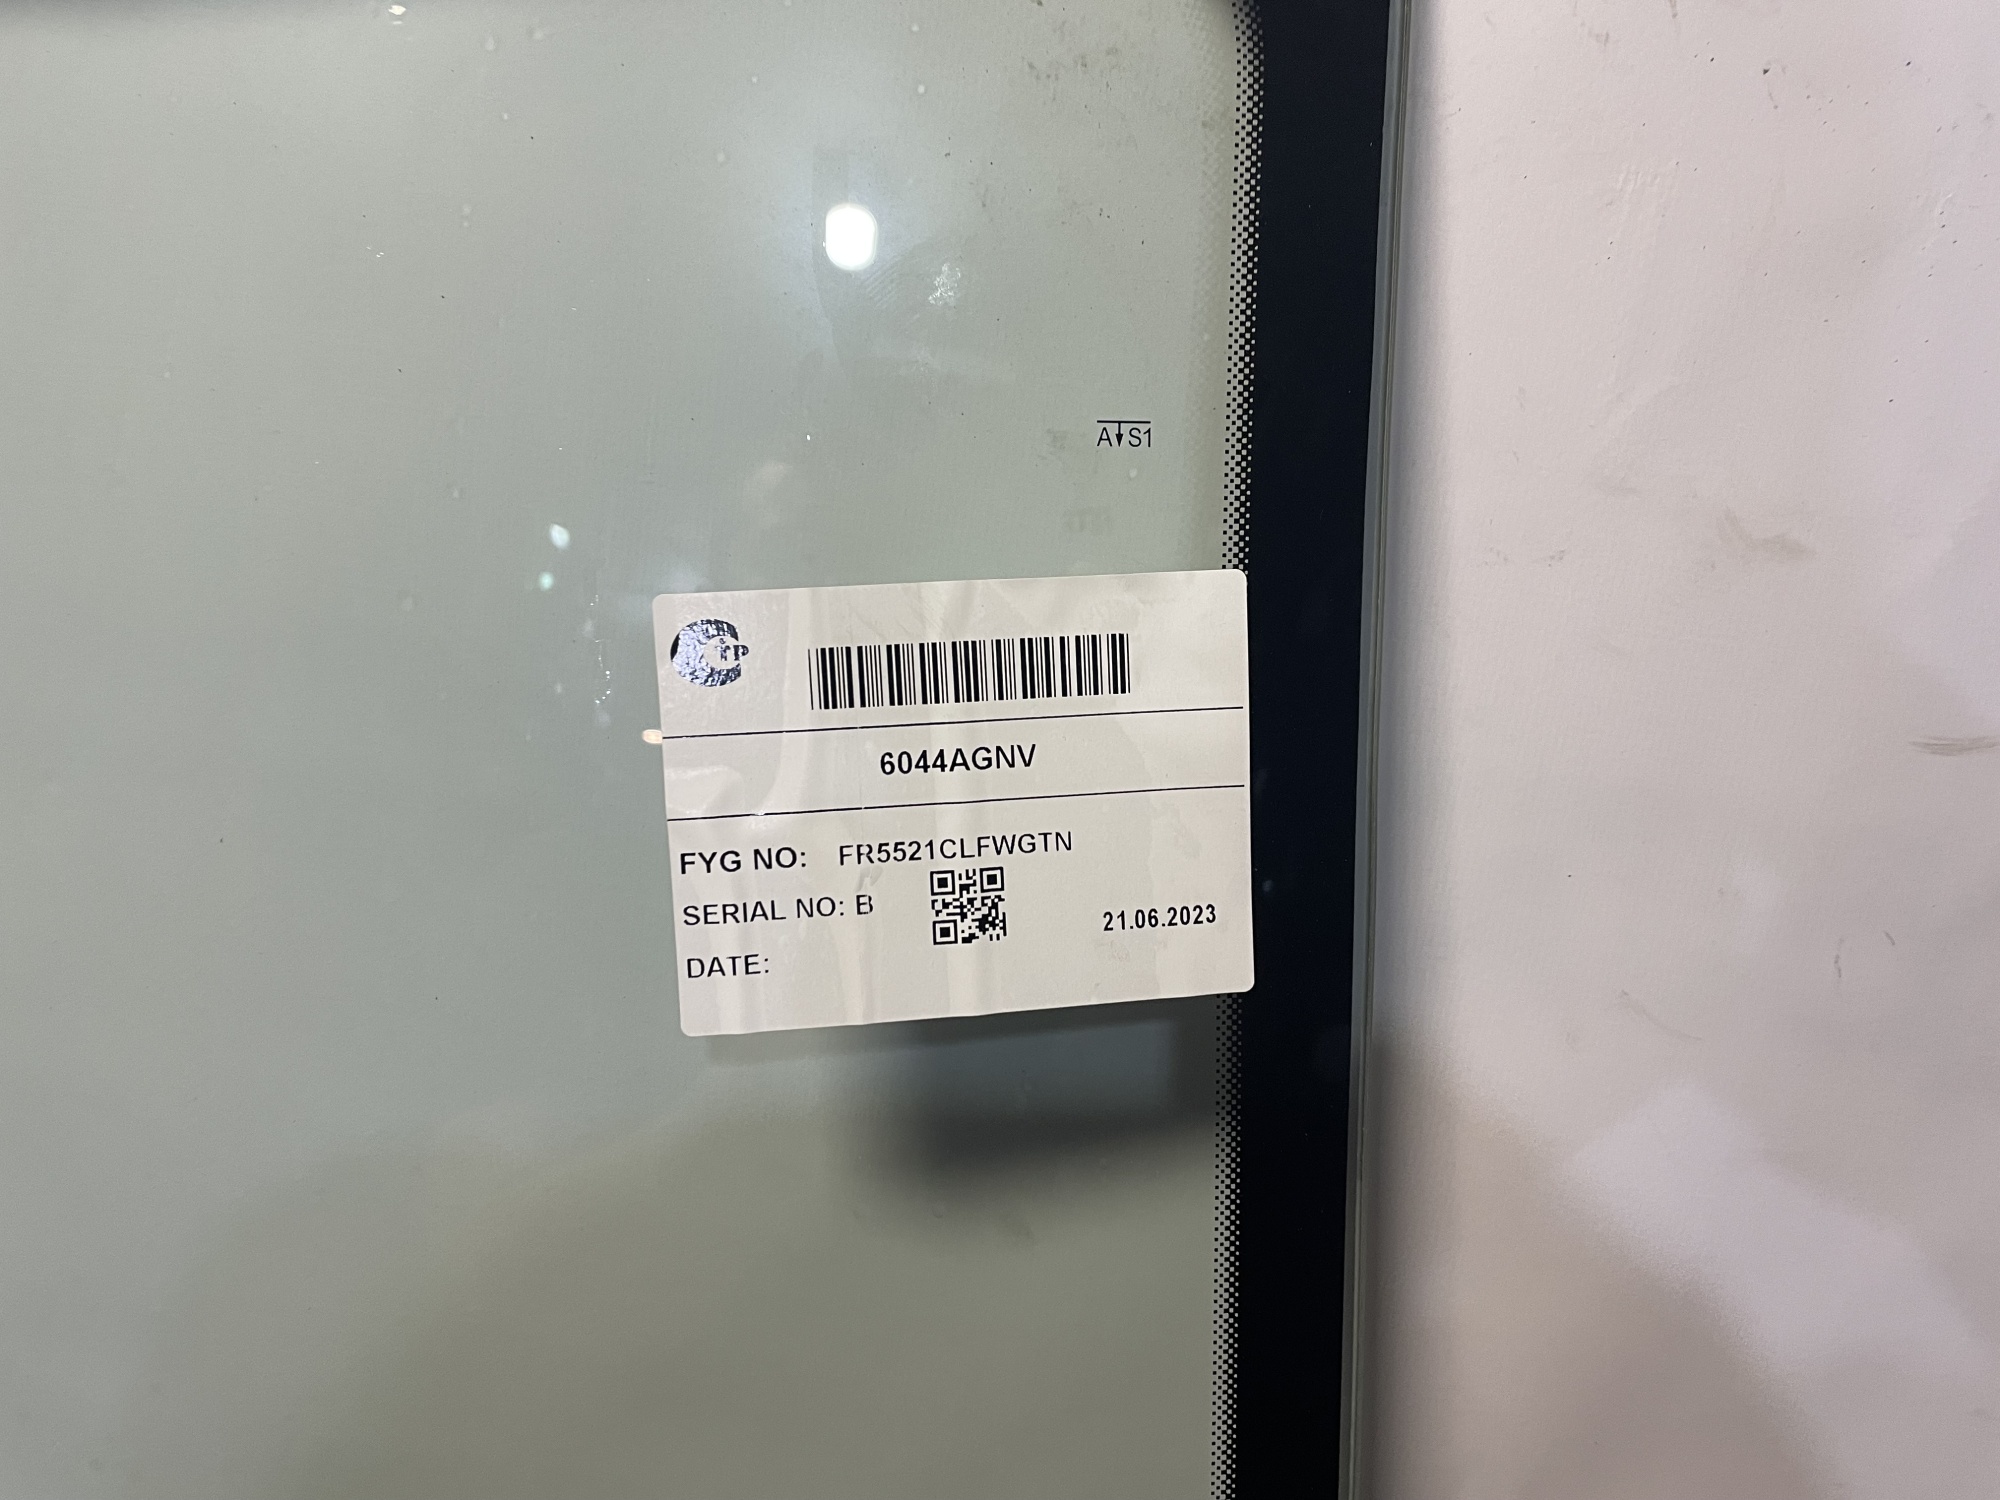 A S1
6044AGNV
FYG NO: FR5521CLFWGTN
SERIAL NO: B
21.06.2023
DATE: